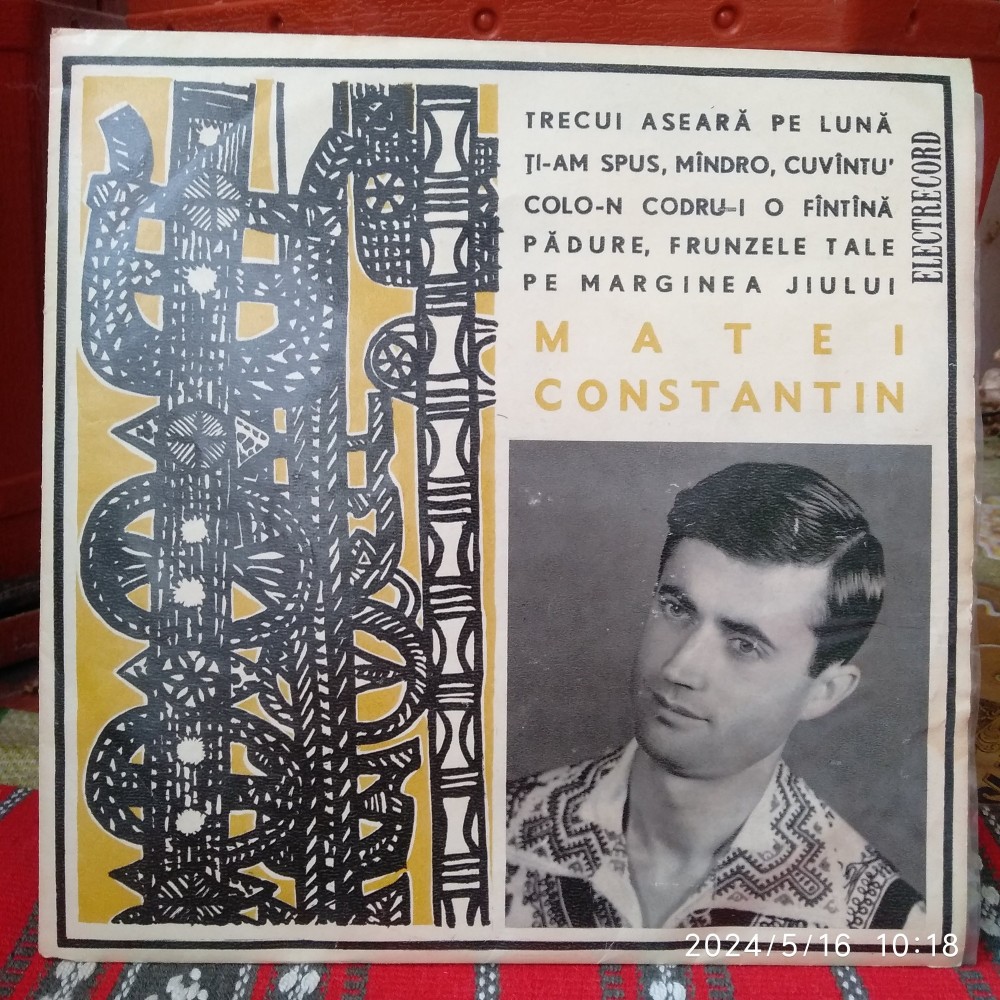 TRECUI ASEARĂ PE LUNĂ
ŢI-AM SPUS, MÎNDRO, CUVÎNTU'
COLO-N CODRU-I O FÎNTÎNĂ
PĂDURE, FRUNZELE TALE
PE MARGINEA JIULUI
ELECTRECORD
MATEI
CONSTANTIN
2024/5/16 10:18